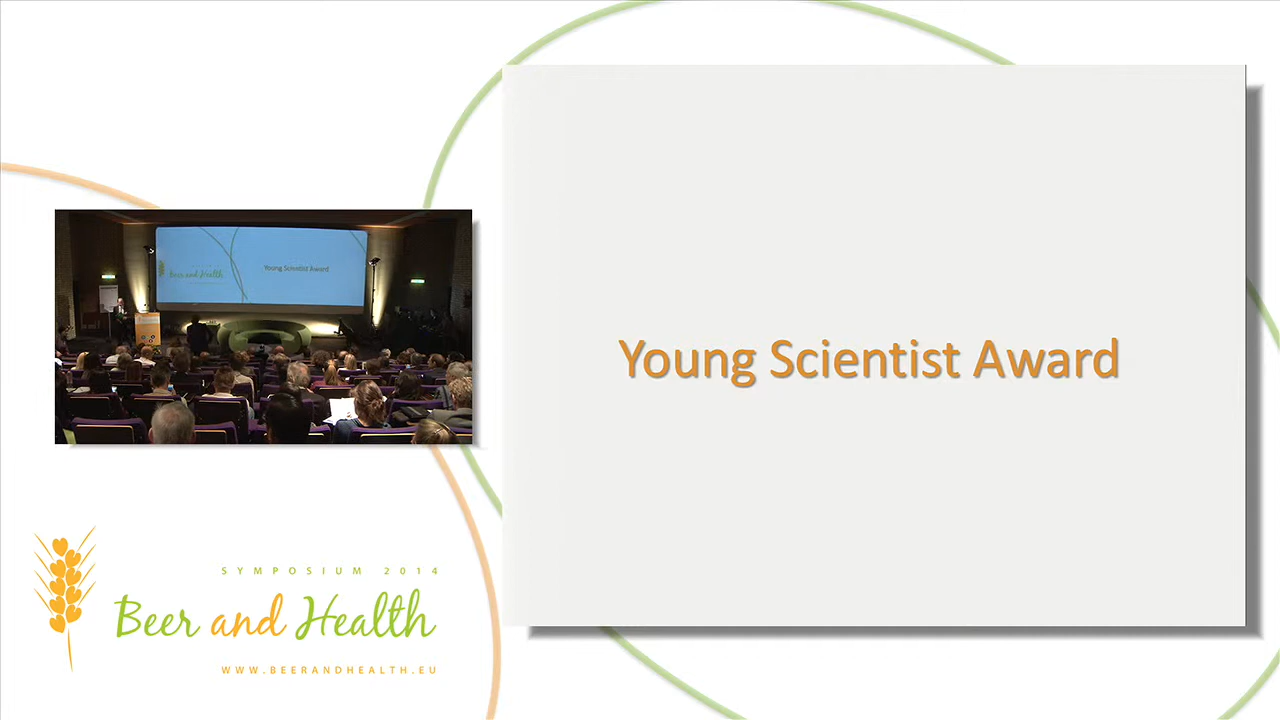 Young Scientist Award
Beer and Health
Young Scientist Award
SYMPOSIUM 2014
Beer and Health
WWW.BEERANDHEALTH.EU